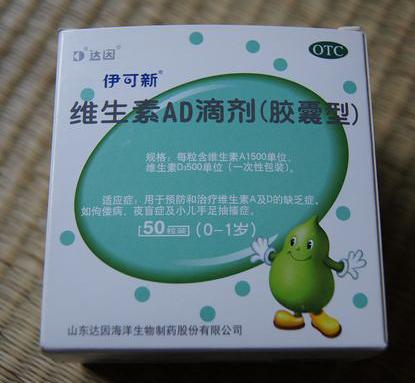 达因
OTC
伊可新
维生素AD滴剂(胶囊型)
规格:每粒含维生素A1500单位,
维生素D₃500单位(一次性包装)。
适应症:用于预防和治疗维生素A及D的缺乏症。
如佝偻病、夜盲症及小儿手足抽搐症。
50粒装 (0-1岁)
山东达因海洋生物制药股份有限公司